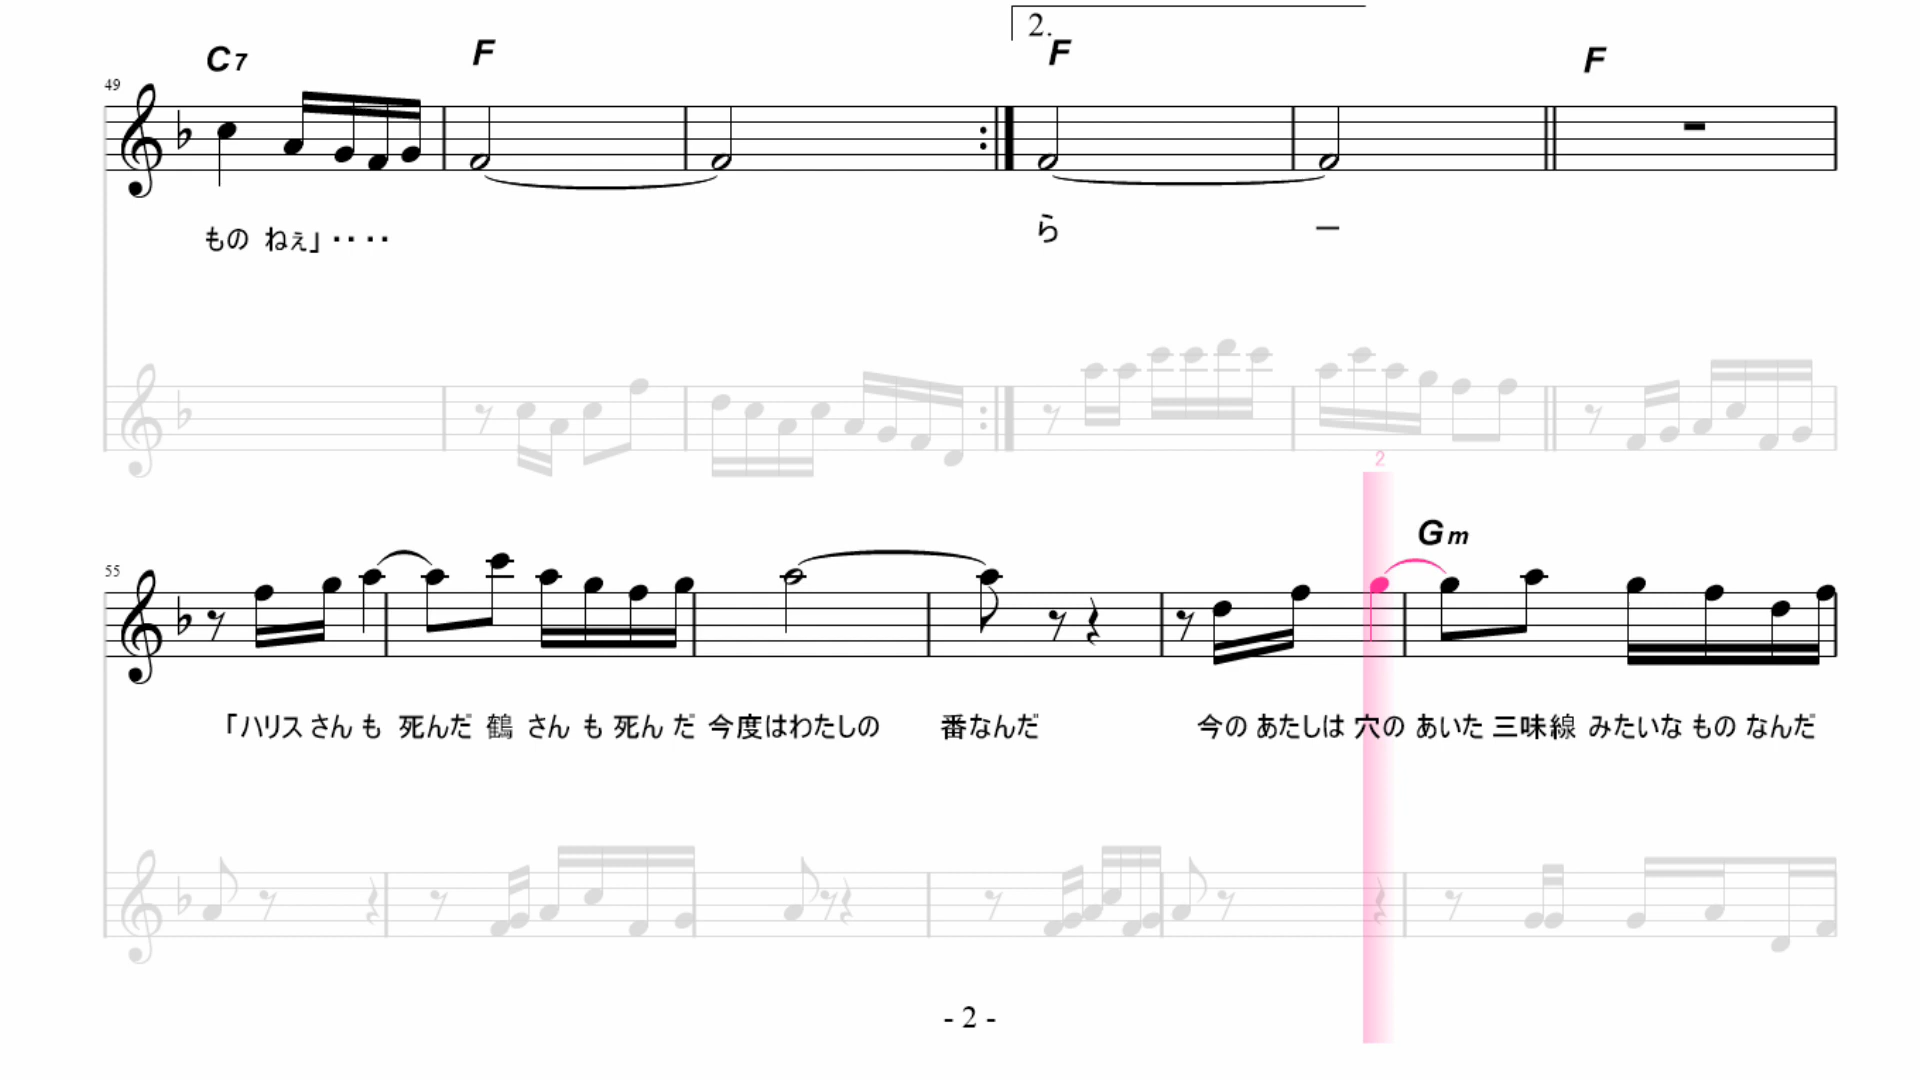 2.
C7 F F F
49
もの ねぇ」‥‥ ら ー
2
Gm
55
「ハリス さん も 死んだ 鶴 さん も 死ん だ 今度はわたしの 番なんだ 今の あたしは 穴の あいた 三味線 みたいな もの なんだ
- 2 -